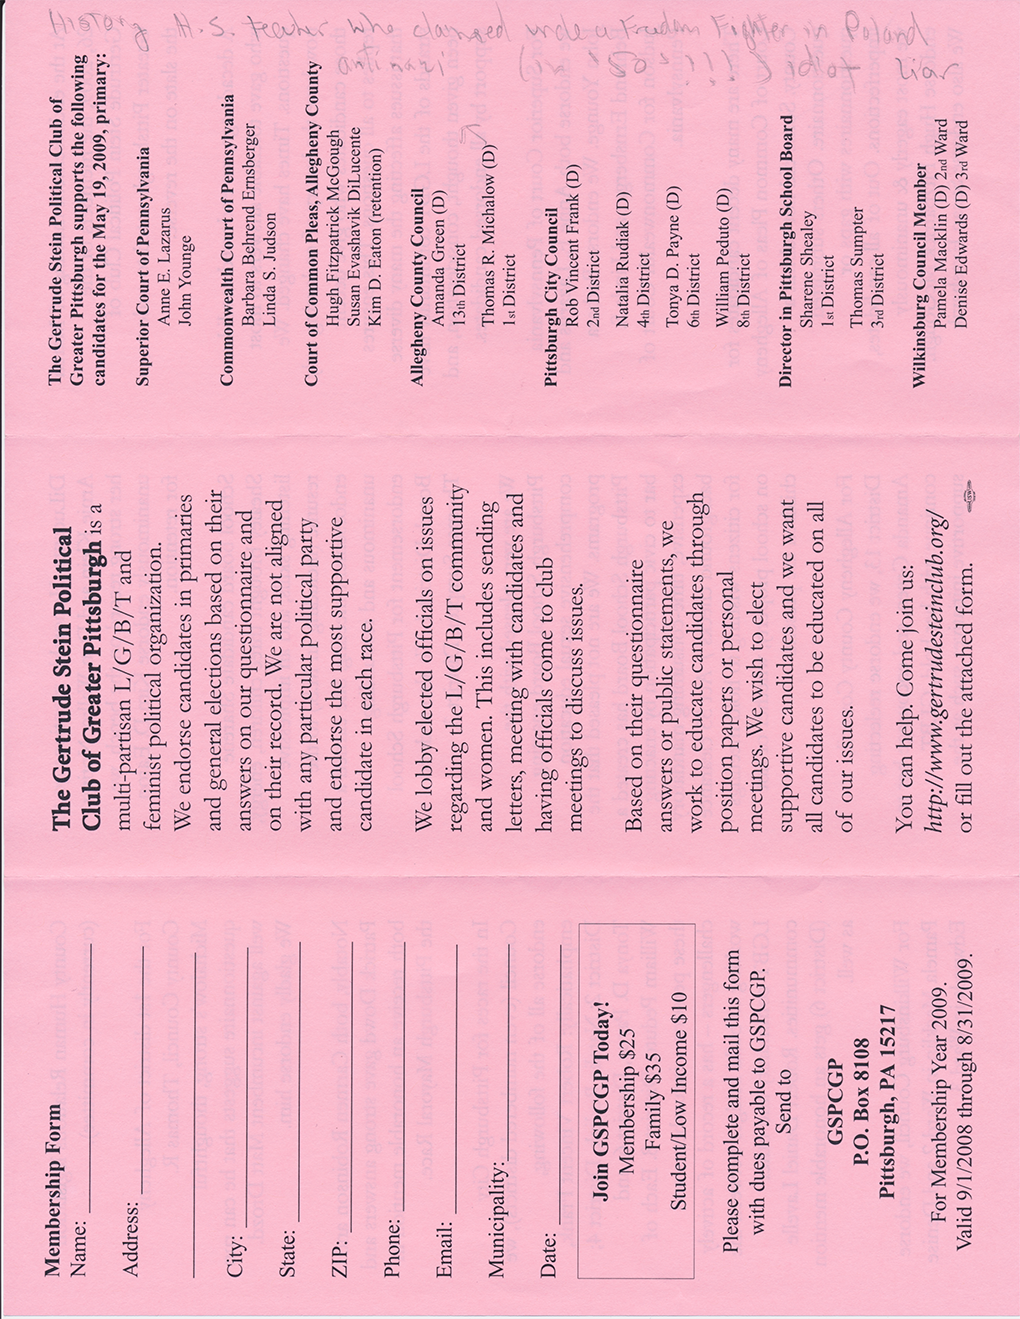 History H.S. teacher who claimed under a Freedom Fighter in Poland
antinazi (in '50s!!!) idiot liar
The Gertrude Stein Political Club of
Greater Pittsburgh supports the following
candidates for the May 19, 2009, primary:
Superior Court of Pennsylvania
Anne E. Lazarus
John Younge
Commonwealth Court of Pennsylvania
Barbara Behrend Ernsberger
Linda S. Judson
Court of Common Pleas, Allegheny County
Hugh Fitzpatrick McGough
Susan Evashavik DiLucente
Kim D. Eaton (retention)
Allegheny County Council
Amanda Green (D)
13th District
Thomas R. Michalow (D)
1st District
Pittsburgh City Council
Rob Vincent Frank (D)
2nd District
Natalia Rudiak (D)
4th District
Tonya D. Payne (D)
6th District
William Peduto (D)
8th District
Director in Pittsburgh School Board
Sharene Shealey
1st District
Thomas Sumpter
3rd District
Wilkinsburg Council Member
Pamela Macklin (D) 2nd Ward
Denise Edwards (D) 3rd Ward
The Gertrude Stein Political
Club of Greater Pittsburgh is a
multi-partisan L/G/B/T and
feminist political organization.
We endorse candidates in primaries
and general elections based on their
answers on our questionnaire and
on their record. We are not aligned
with any particular political party
and endorse the most supportive
candidate in each race.
We lobby elected officials on issues
regarding the L/G/B/T community
and women. This includes sending
letters, meeting with candidates and
having officials come to club
meetings to discuss issues.
Based on their questionnaire
answers or public statements, we
work to educate candidates through
position papers or personal
meetings. We wish to elect
supportive candidates and we want
all candidates to be educated on all
of our issues.
You can help. Come join us:
http://www.gertrudesteinclub.org/
or fill out the attached form.
Membership Form
Name:
Address:
City:
State:
ZIP:
Phone:
Email:
Municipality:
Date:
Join GSPCGP Today!
Membership $25
Family $35
Student/Low Income $10
Please complete and mail this form
with dues payable to GSPCGP.
Send to
GSPCGP
P.O. Box 8108
Pittsburgh, PA 15217
For Membership Year 2009.
Valid 9/1/2008 through 8/31/2009.